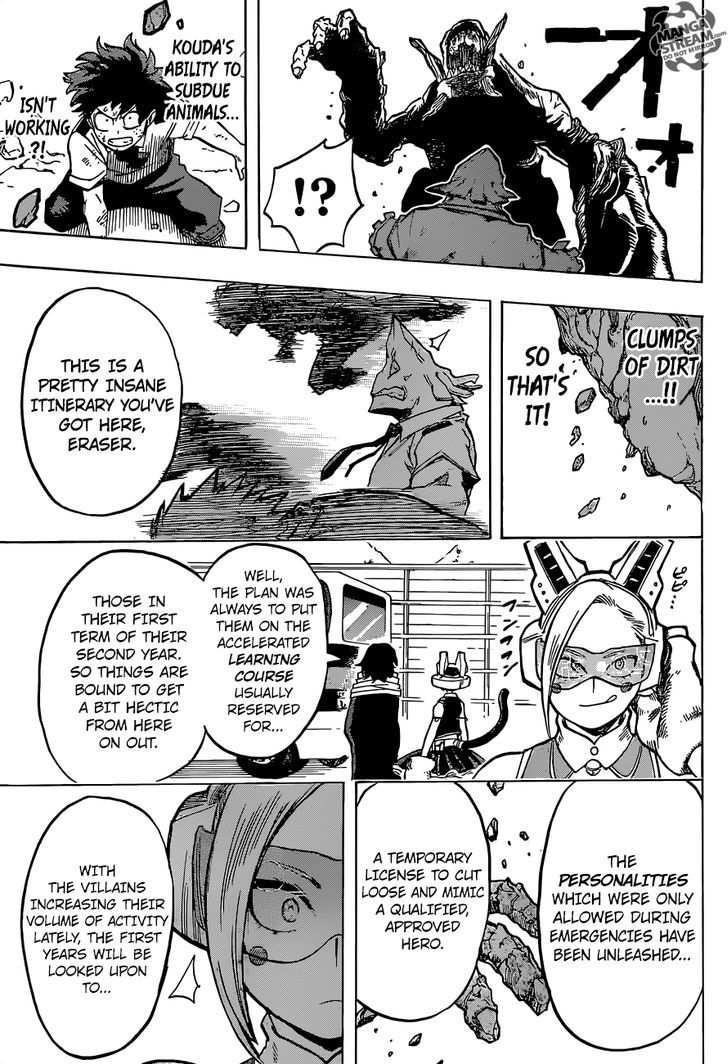 MANGA
STREAM.com
DO NOT MIRROR!
オオ
!?
KOUDA'S
ABILITY TO
SUBDUE
ANIMALS...
ISN'T
WORKING
?!
CLUMPS
OF DIRT
...!!
SO
THAT'S
IT!
THIS IS A
PRETTY INSANE
ITINERARY YOU'VE
GOT HERE,
ERASER.
WELL,
THE PLAN WAS
ALWAYS TO PUT
THEM ON THE
ACCELERATED
LEARNING
COURSE
USUALLY
RESERVED
FOR...
THOSE IN
THEIR FIRST
TERM OF THEIR
SECOND YEAR.
SO THINGS ARE
BOUND TO GET
A BIT HECTIC
FROM HERE
ON OUT.
THE
PERSONALITIES
WHICH WERE ONLY
ALLOWED DURING
EMERGENCIES HAVE
BEEN UNLEASHED...
A TEMPORARY
LICENSE TO CUT
LOOSE AND MIMIC
A QUALIFIED,
APPROVED
HERO.
WITH
THE VILLAINS
INCREASING THEIR
VOLUME OF ACTIVITY
LATELY, THE FIRST
YEARS WILL BE
LOOKED UPON
TO...